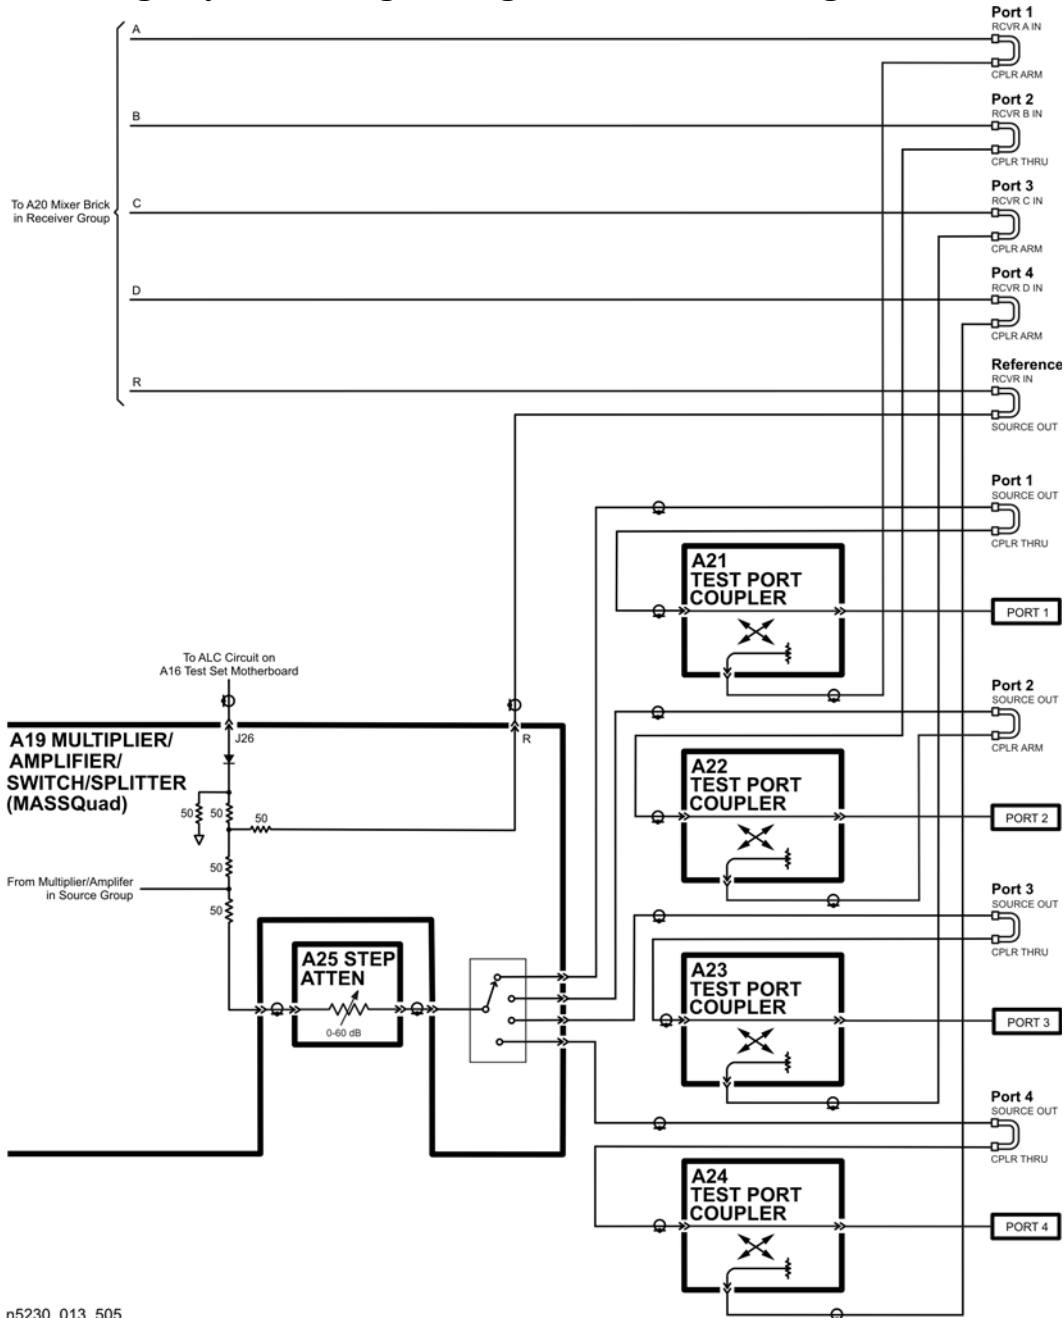 Port 1
RCVR A IN
A
CPLR ARM
Port 2
RCVR B IN
B
CPLR THRU
Port 3
RCVR C IN
To A20 Mixer Brick
in Receiver Group
C
CPLR ARM
Port 4
RCVR D IN
D
CPLR ARM
Reference
RCVR IN
R
SOURCE OUT
Port 1
SOURCE OUT
CPLR THRU
A21
TEST PORT
COUPLER
PORT 1
To ALC Circuit on
A16 Test Set Motherboard
Port 2
SOURCE OUT
J26
R
CPLR ARM
A19 MULTIPLIER/
AMPLIFIER/
SWITCH/SPLITTER
(MASSQuad)
A22
TEST PORT
COUPLER
50
50
50
PORT 2
50
From Multiplier/Amplifer
in Source Group
50
Port 3
SOURCE OUT
CPLR THRU
A25 STEP
ATTEN
0-60 dB
A23
TEST PORT
COUPLER
PORT 3
Port 4
SOURCE OUT
CPLR THRU
A24
TEST PORT
COUPLER
PORT 4
n5230_013_505